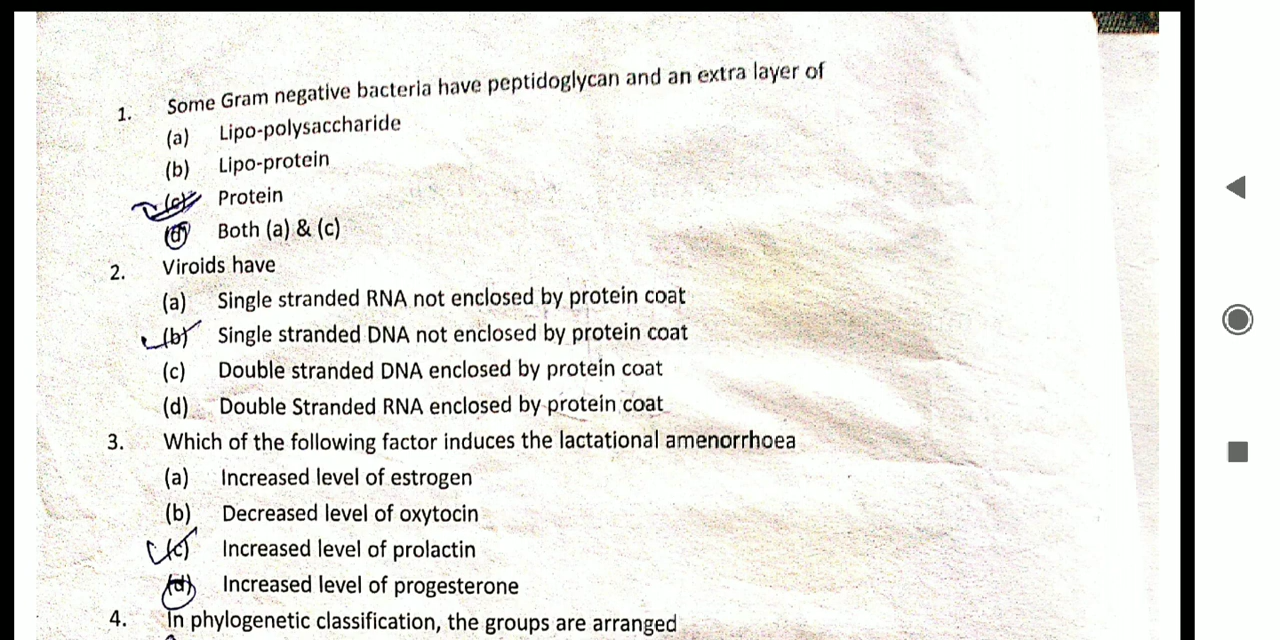 1. Some Gram negative bacteria have peptidoglycan and an extra layer of
(a) Lipo-polysaccharide
(b) Lipo-protein
(c) Protein
(d) Both (a) & (c)
2. Viroids have
(a) Single stranded RNA not enclosed by protein coat
(b) Single stranded DNA not enclosed by protein coat
(c) Double stranded DNA enclosed by protein coat
(d) Double Stranded RNA enclosed by protein coat
3. Which of the following factor induces the lactational amenorrhoea
(a) Increased level of estrogen
(b) Decreased level of oxytocin
(c) Increased level of prolactin
(d) Increased level of progesterone
4. In phylogenetic classification, the groups are arranged